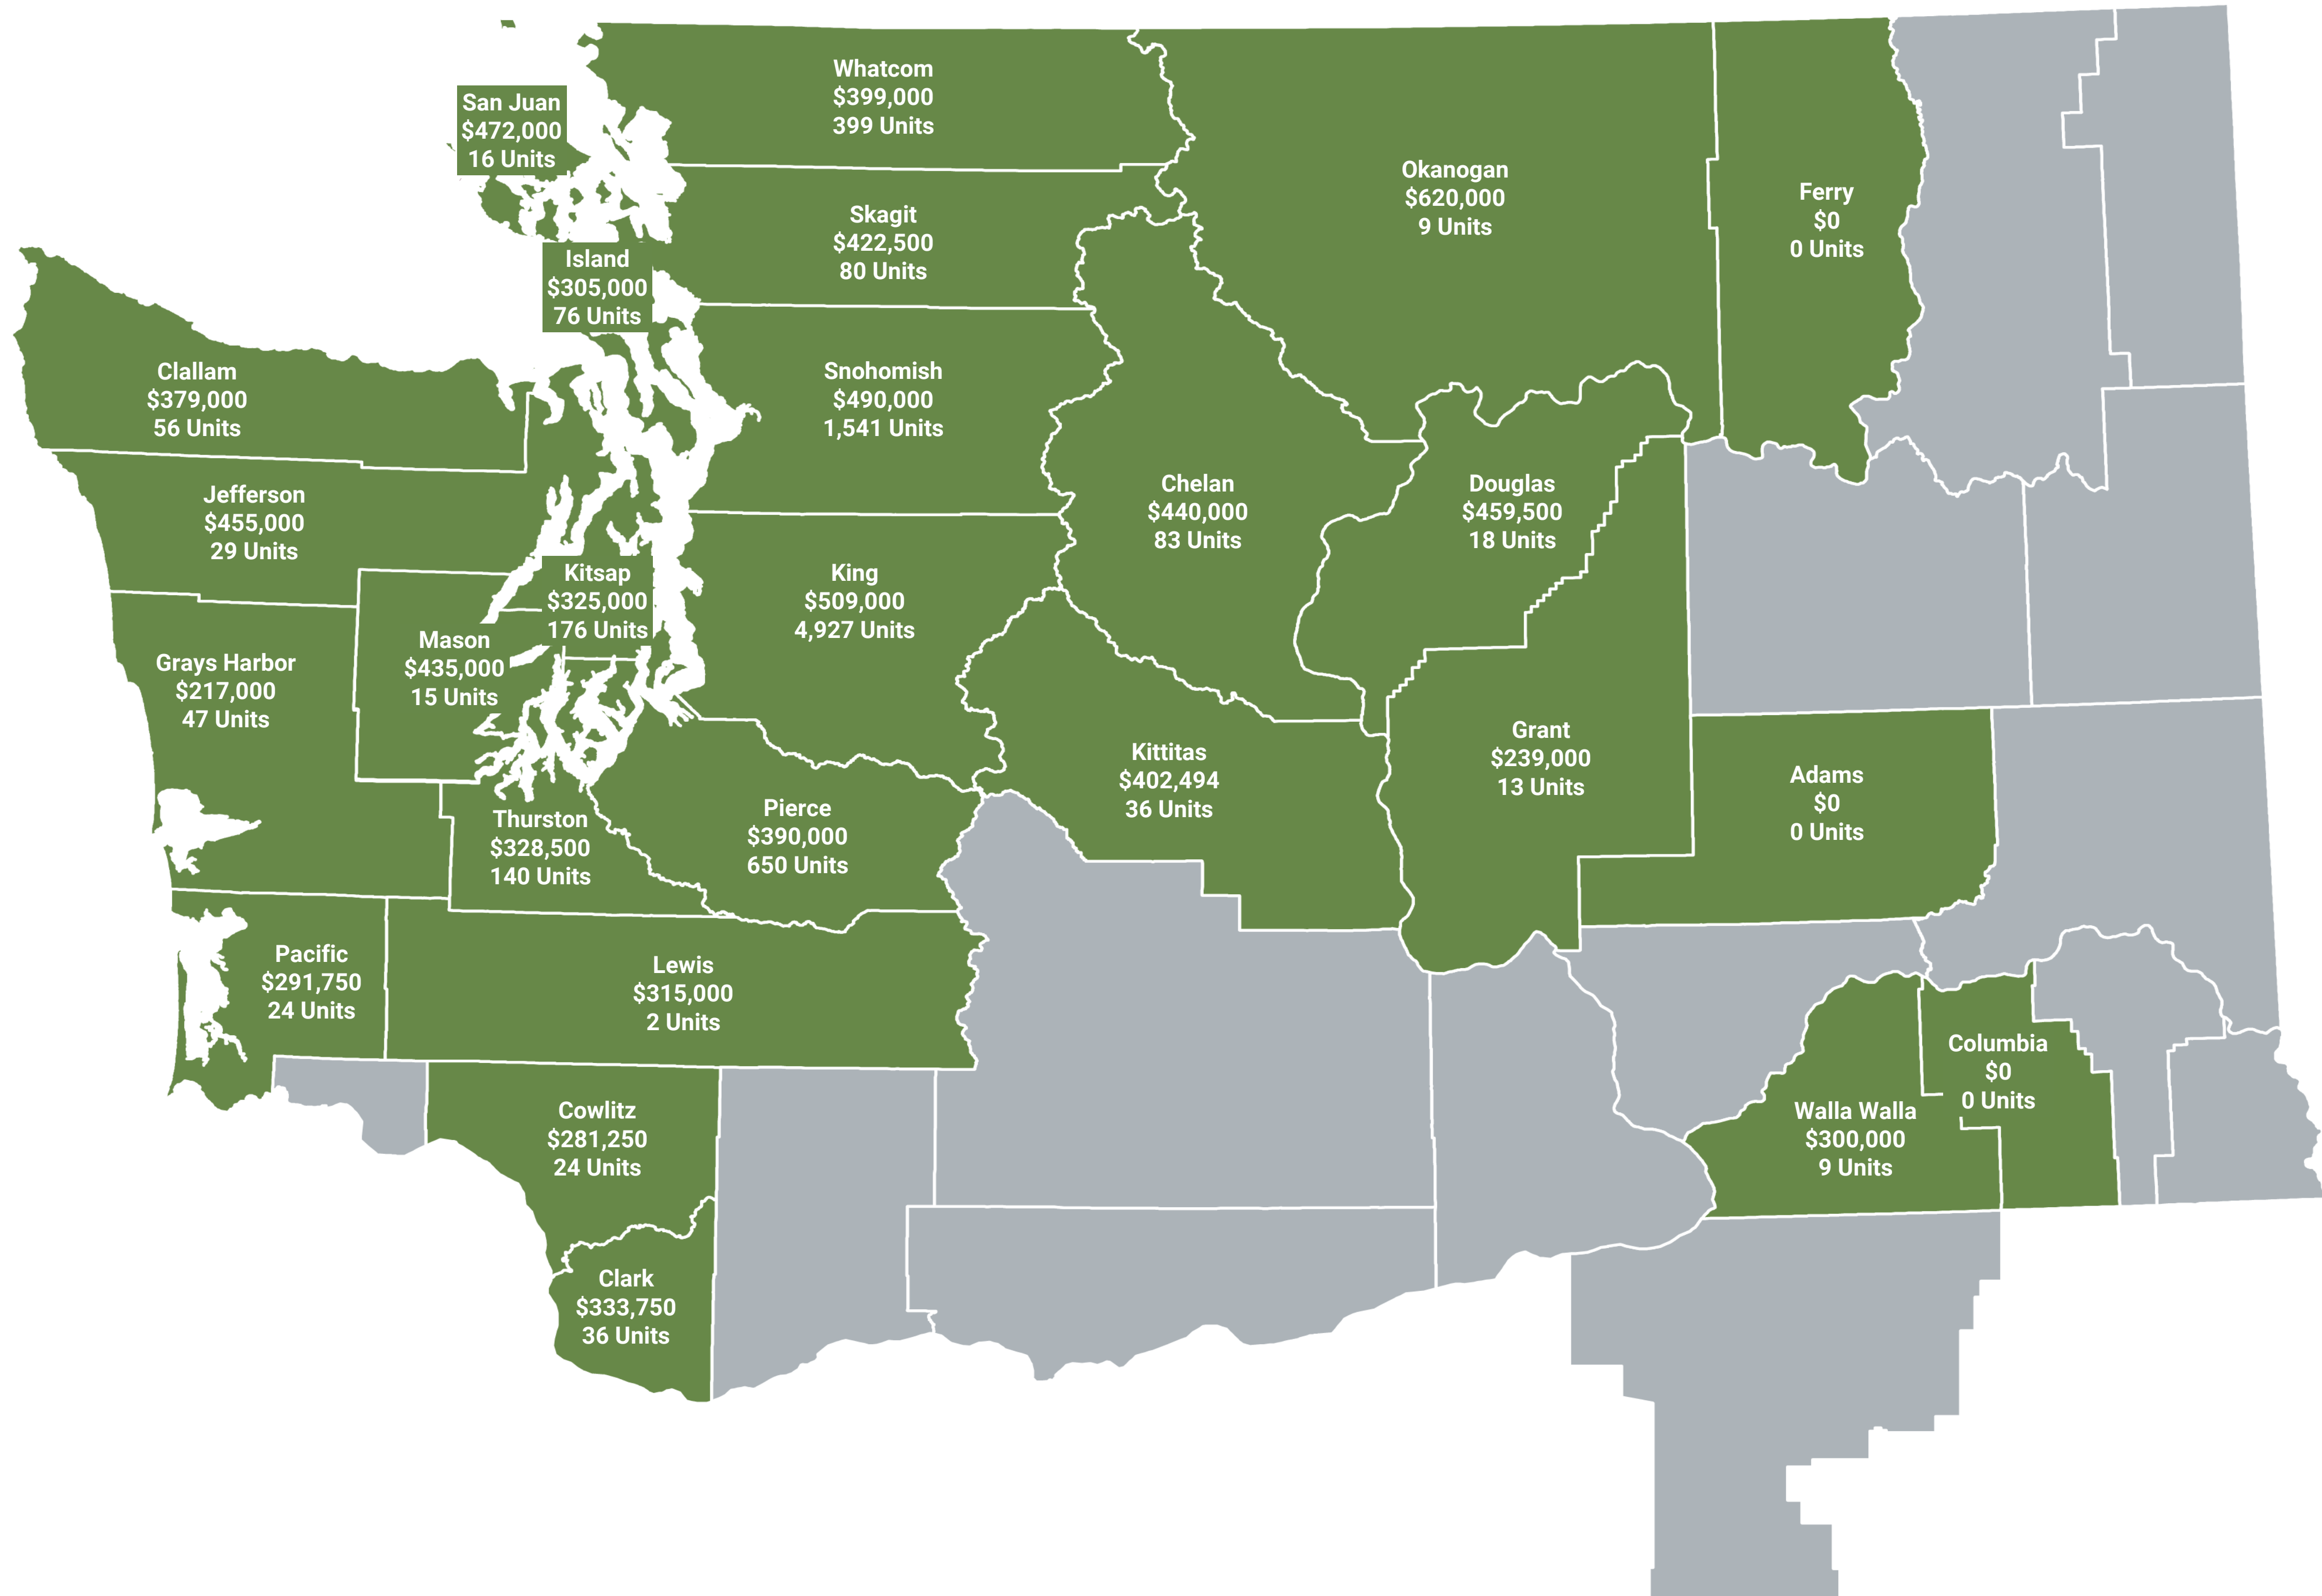 Whatcom
$399,000
399 Units
San Juan
$472,000
16 Units
Okanogan
$620,000
9 Units
Ferry
$0
0 Units
Skagit
$422,500
80 Units
Island
$305,000
76 Units
Clallam
$379,000
56 Units
Snohomish
$490,000
1,541 Units
Chelan
$440,000
83 Units
Douglas
$459,500
18 Units
Jefferson
$455,000
29 Units
Kitsap
$325,000
176 Units
King
$509,000
4,927 Units
Mason
$435,000
15 Units
Grays Harbor
$217,000
47 Units
Grant
$239,000
13 Units
Kittitas
$402,494
36 Units
Adams
$0
0 Units
Pierce
$390,000
650 Units
Thurston
$328,500
140 Units
Pacific
$291,750
24 Units
Lewis
$315,000
2 Units
Columbia
$0
0 Units
Cowlitz
$281,250
24 Units
Walla Walla
$300,000
9 Units
Clark
$333,750
36 Units